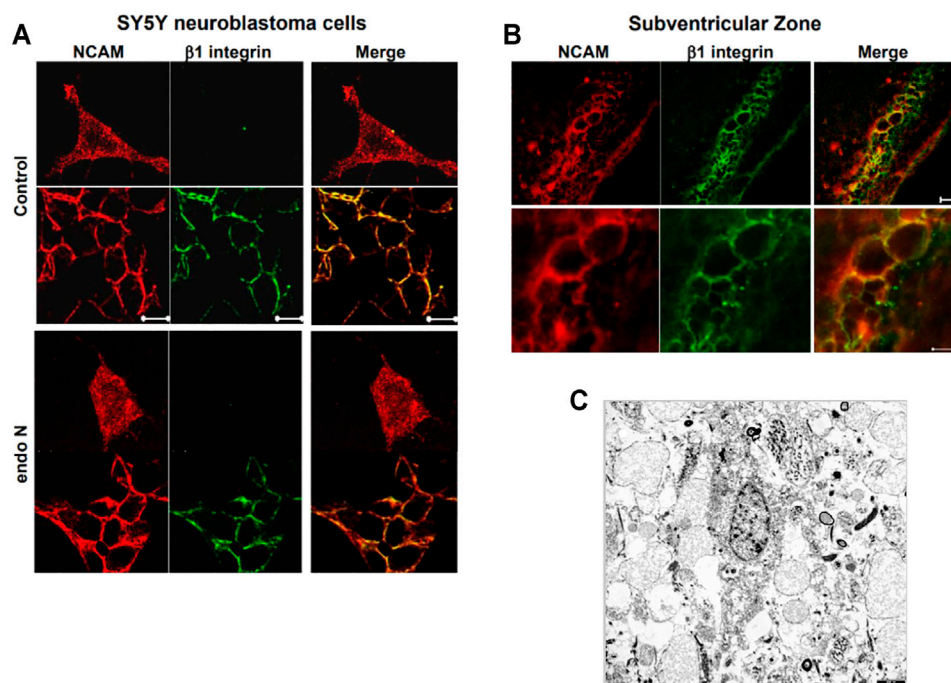 A
SY5Y neuroblastoma cells
NCAM
β1 integrin
Merge
Control
endo N
B
Subventricular Zone
NCAM
β1 integrin
Merge
C